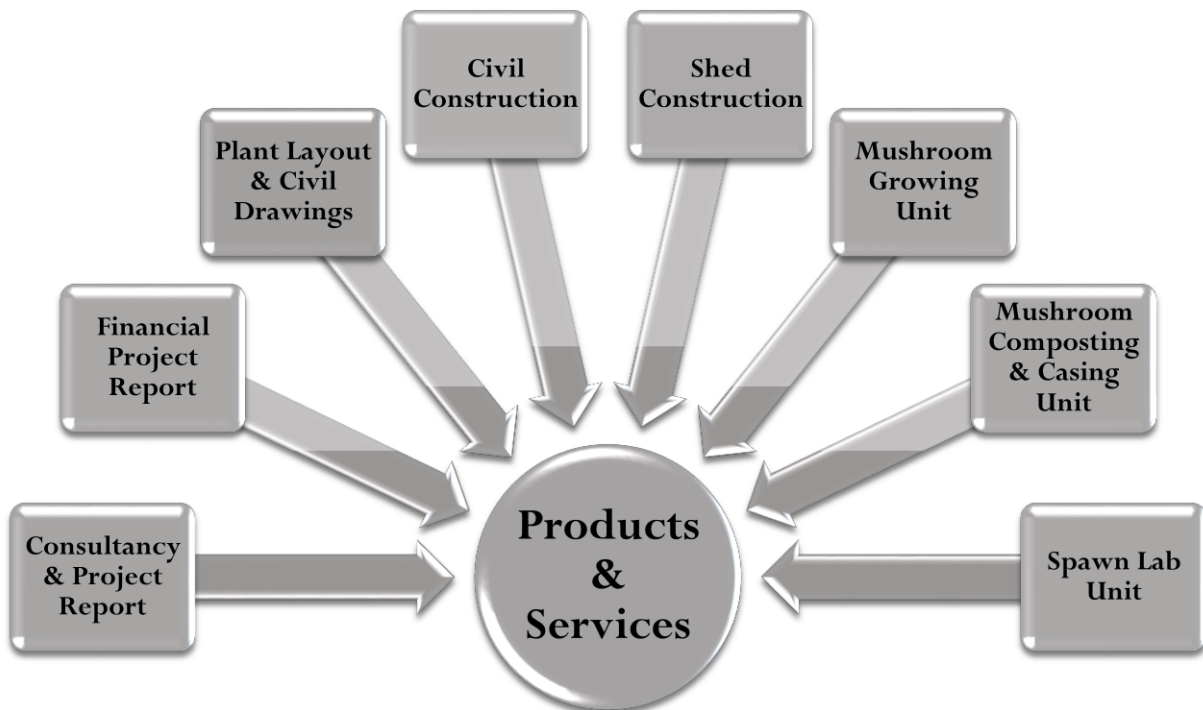 Civil
Construction
Shed
Construction
Plant Layout
& Civil
Drawings
Mushroom
Growing
Unit
Financial
Project
Report
Mushroom
Composting
& Casing
Unit
Consultancy
& Project
Report
Products
&
Services
Spawn Lab
Unit